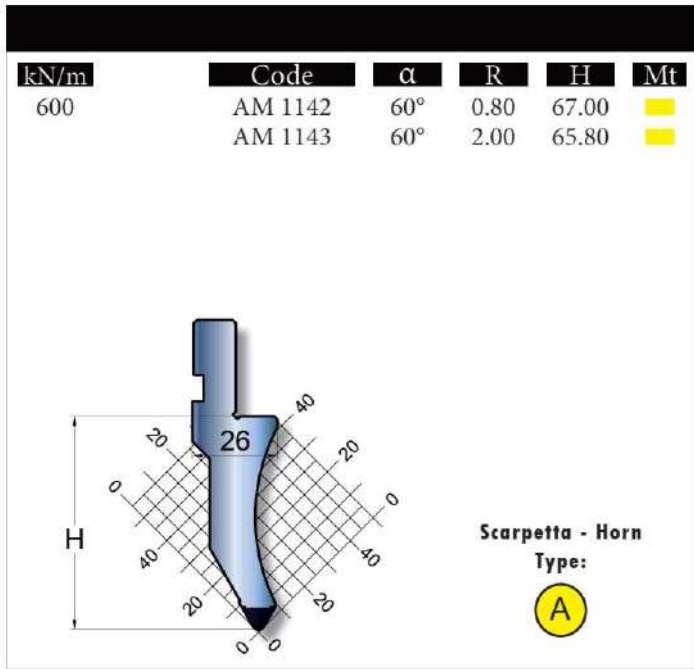 kN/m Code α R H Mt
600 AM 1142 60° 0.80 67.00
AM 1143 60° 2.00 65.80
40
20 26 20
0 0
H
40 40
20 20
0 0
Scarpetta - Horn
Type:
A